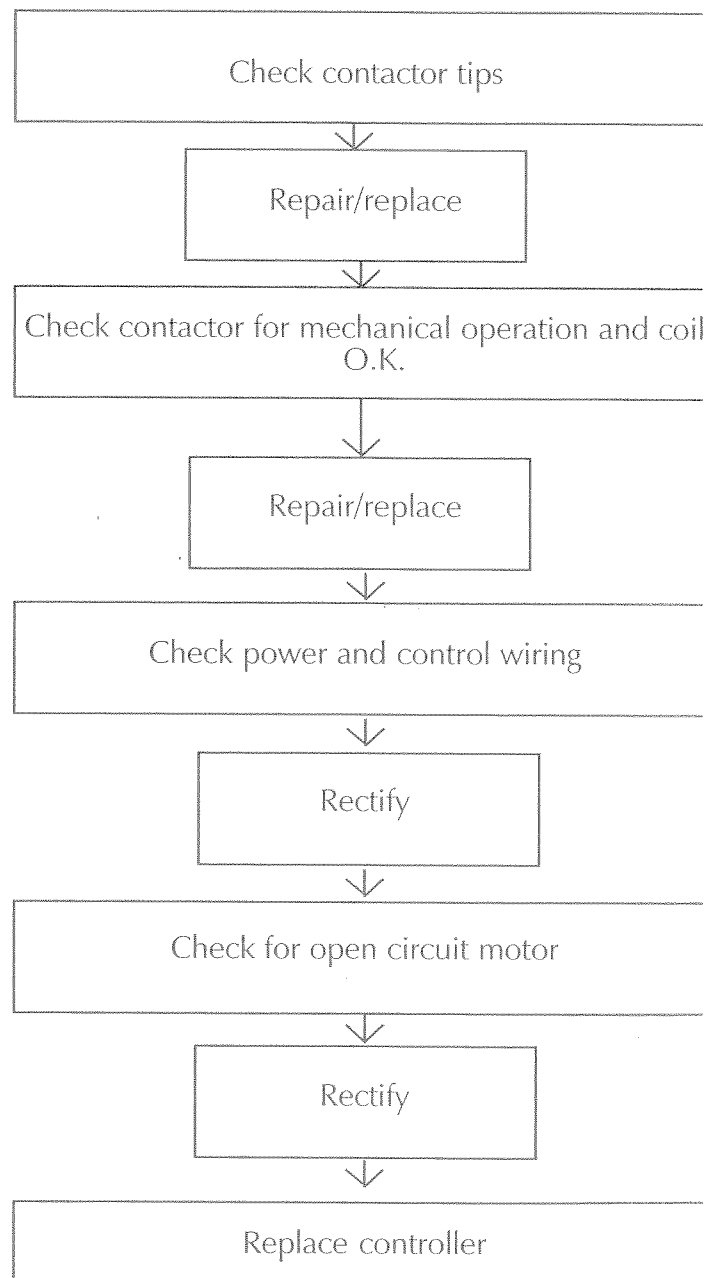 Check contactor tips
Repair/replace
Check contactor for mechanical operation and coil
O.K.
Repair/replace
Check power and control wiring
Rectify
Check for open circuit motor
Rectify
Replace controller